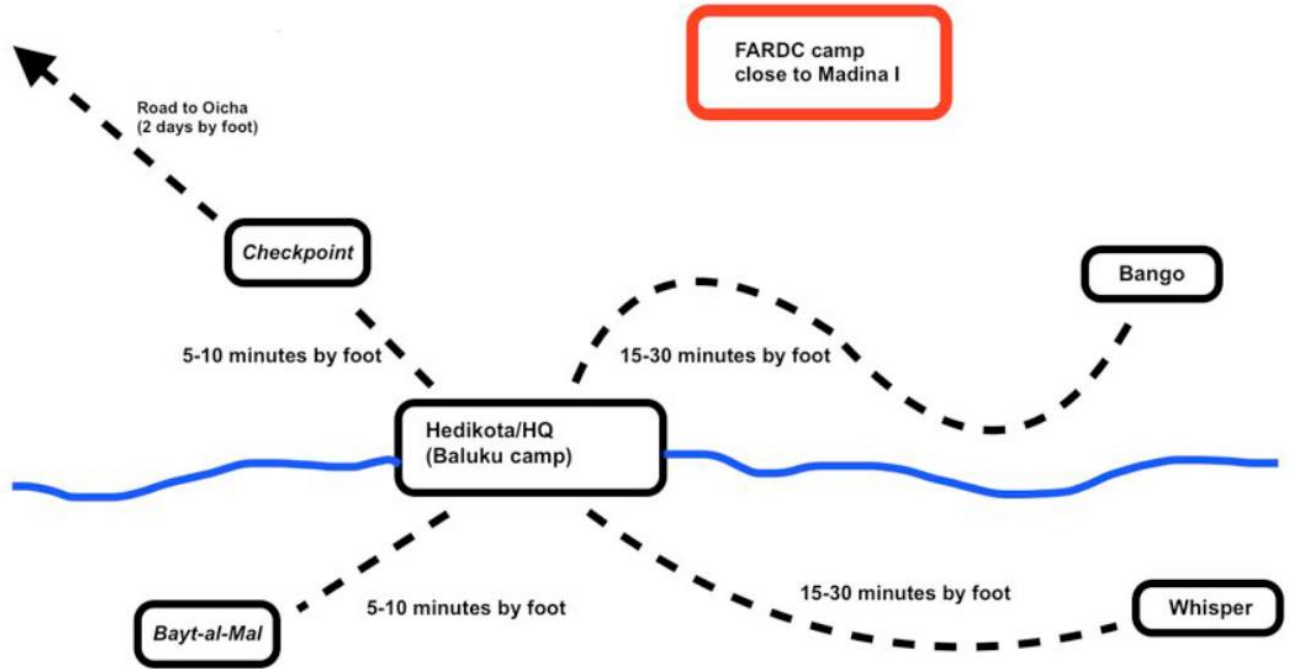 FARDC camp
close to Madina I
Road to Oicha
(2 days by foot)
Checkpoint
Bango
5-10 minutes by foot
15-30 minutes by foot
Hedikota/HQ
(Baluku camp)
5-10 minutes by foot
15-30 minutes by foot
Bayt-al-Mal
Whisper